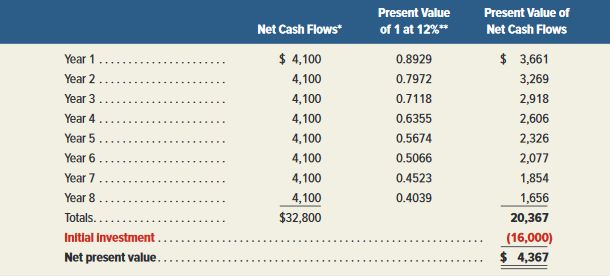 Present Value Present Value of
Net Cash Flows* of 1 at 12%** Net Cash Flows
Year 1 . . . . . . . . . . . . . . . . . . . . . . $ 4,100 0.8929 $ 3,661
Year 2 . . . . . . . . . . . . . . . . . . . . . . 4,100 0.7972 3,269
Year 3 . . . . . . . . . . . . . . . . . . . . . . 4,100 0.7118 2,918
Year 4 . . . . . . . . . . . . . . . . . . . . . . 4,100 0.6355 2,606
Year 5 . . . . . . . . . . . . . . . . . . . . . . 4,100 0.5674 2,326
Year 6 . . . . . . . . . . . . . . . . . . . . . . 4,100 0.5066 2,077
Year 7 . . . . . . . . . . . . . . . . . . . . . . 4,100 0.4523 1,854
Year 8 . . . . . . . . . . . . . . . . . . . . . . 4,100 0.4039 1,656
Totals. . . . . . . . . . . . . . . . . . . . . . $32,800 20,367
Initial investment . . . . . . . . . . . . . . . . . . . . . . . . . . . . . . . . . . . . . . . . . . . . . . . . . . . . (16,000)
Net present value . . . . . . . . . . . . . . . . . . . . . . . . . . . . . . . . . . . . . . . . . . . . . . . . . . . . $ 4,367